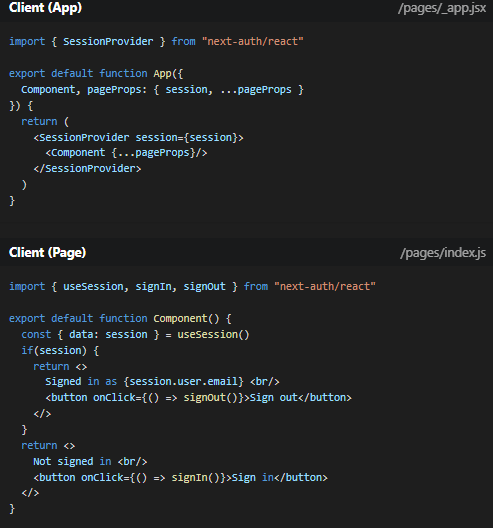 Client (App)
/pages/_app.jsx
import { SessionProvider } from "next-auth/react"
export default function App({
  Component, pageProps: { session, ...pageProps }
}) {
  return (
    <SessionProvider session={session}>
      <Component {...pageProps}/>
    </SessionProvider>
  )
}
Client (Page)
/pages/index.js
import { useSession, signIn, signOut } from "next-auth/react"
export default function Component() {
  const { data: session } = useSession()
  if(session) {
    return <>
      Signed in as {session.user.email} <br/>
      <button onClick={() => signOut()}>Sign out</button>
    </>
  }
  return <>
    Not signed in <br/>
    <button onClick={() => signIn()}>Sign in</button>
  </>
}